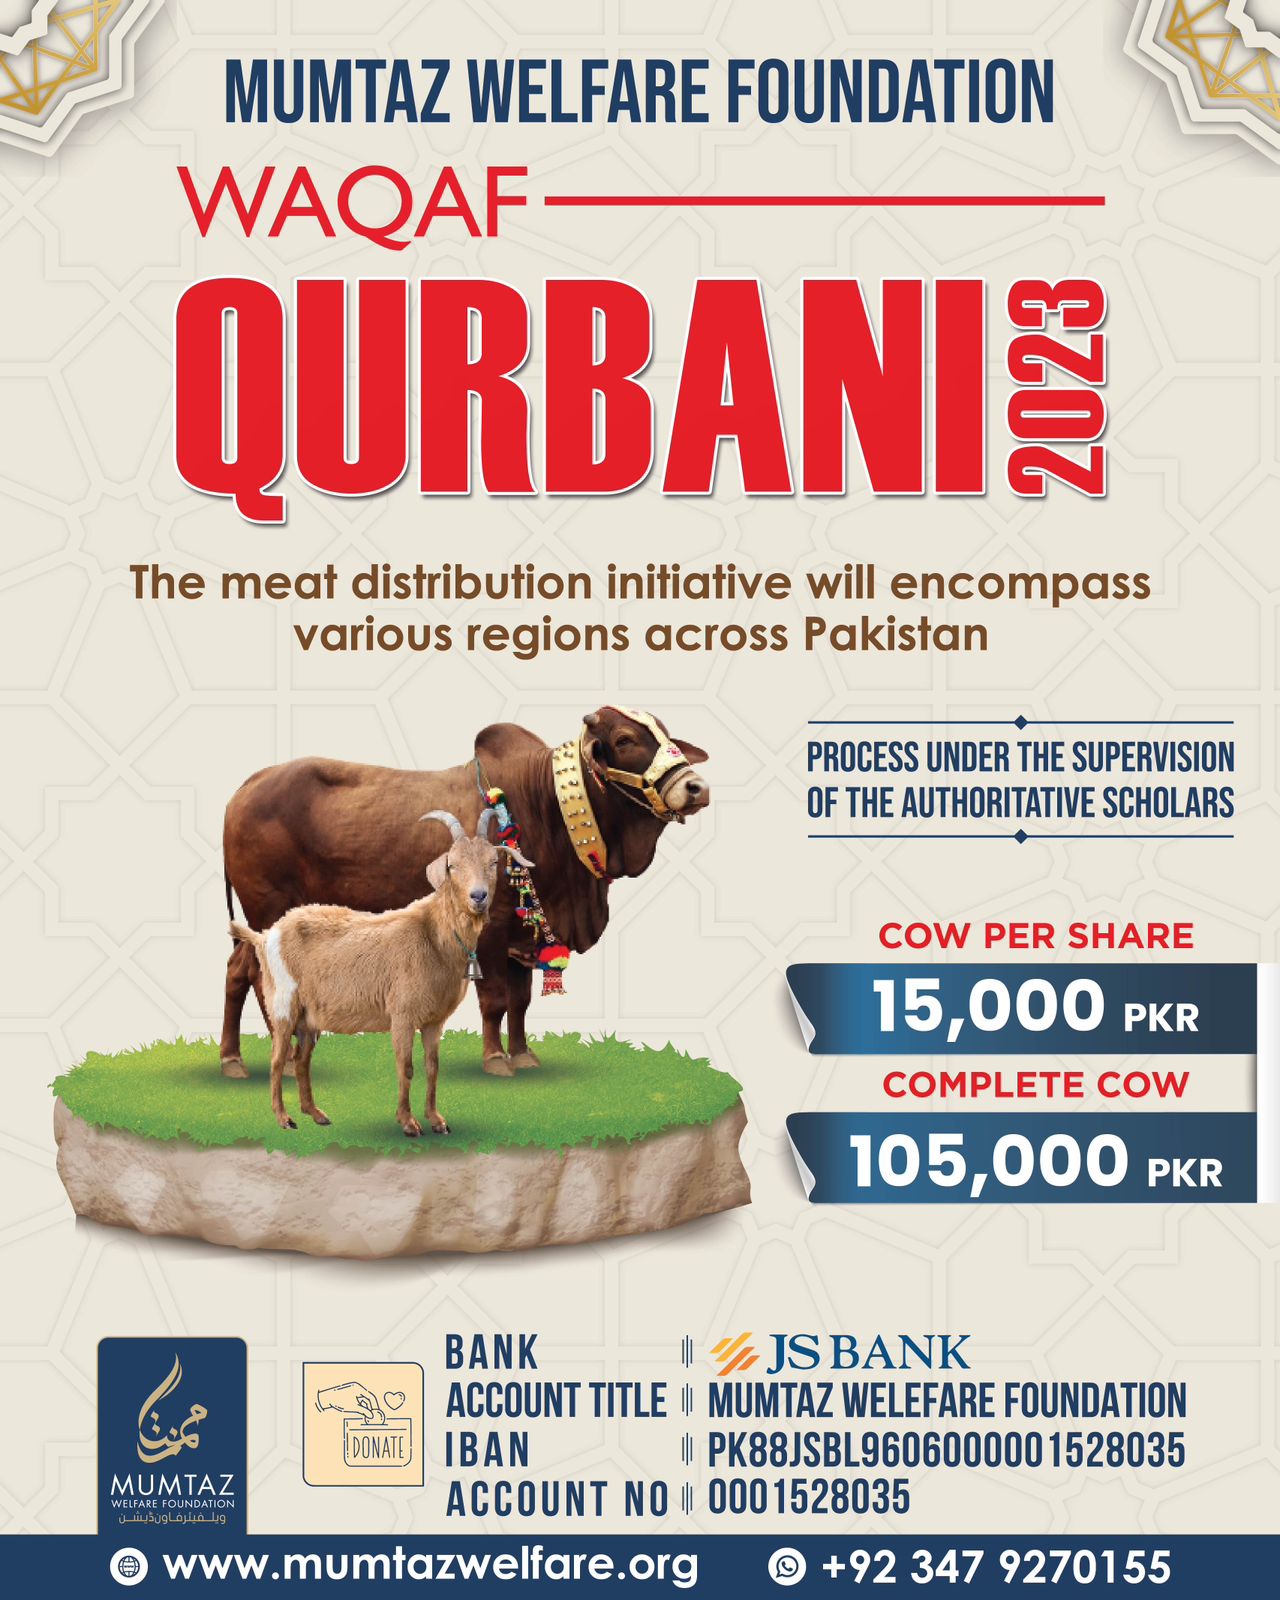 MUMTAZ WELFARE FOUNDATION
WAQAF
QURBANI 2023
The meat distribution initiative will encompass
various regions across Pakistan
PROCESS UNDER THE SUPERVISION
OF THE AUTHORITATIVE SCHOLARS
COW PER SHARE
15,000 PKR
COMPLETE COW
105,000 PKR
BANK JS BANK
ACCOUNT TITLE MUMTAZ WELEFARE FOUNDATION
IBAN PK88JSBL9606000001528035
ACCOUNT NO 0001528035
DONATE
ممتاز
MUMTAZ
WELFARE FOUNDATION
ویلفیئرفاونڈیشن
www.mumtazwelfare.org
+92 347 9270155